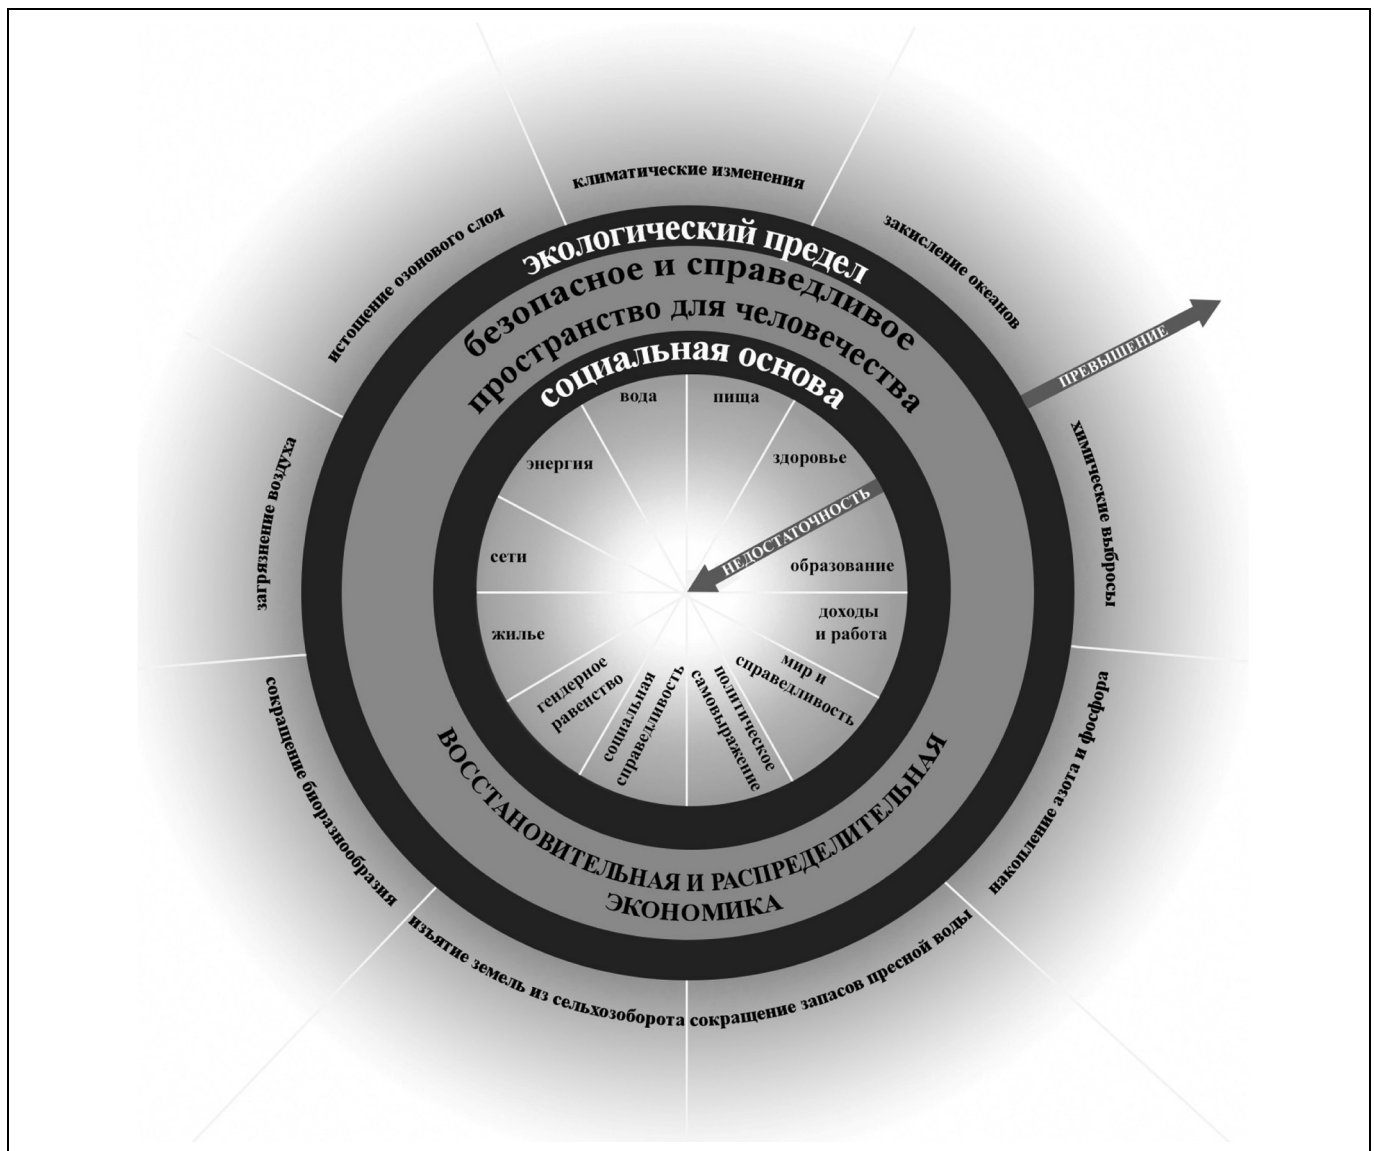 климатические изменения
закисление океанов
химические выбросы
накопление азота и фосфора
сокращение запасов пресной воды
изъятие земель из сельхозоборота
сокращение биоразнообразия
загрязнение воздуха
истощение озонового слоя
экологический предел
безопасное и справедливое
пространство для человечества
социальная основа
ПРЕВЫШЕНИЕ
вода
пища
здоровье
НЕДОСТАТОЧНОСТЬ
образование
доходы
и работа
мир и
справедливость
политическое
самовыражение
социальная
справедливость
гендерное
равенство
жилье
сети
энергия
ВОССТАНОВИТЕЛЬНАЯ И РАСПРЕДЕЛИТЕЛЬНАЯ
ЭКОНОМИКА